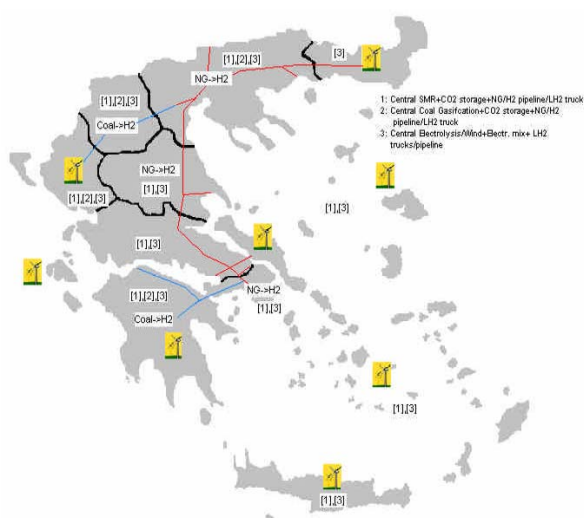 [1],[2],[3]
[3]
NG->H2
1: Central SMR+CO2 storage+NG/H2 pipeline/LH2 truck
2: Central Coal Gasifcation+CO2 storage+NG/H2
pipeline/LH2 truck
3: Central Electrolysis/Wind+Electr. mix+ LH2
trucks/pipeline
[1],[2],[3]
Coal->H2
NG->H2
[1],[3]
[1],[2],[3]
[1],[3]
[1],[3]
[1],[2],[3]
NG->H2
[1],[3]
Coal->H2
[1],[3]
[1],[3]